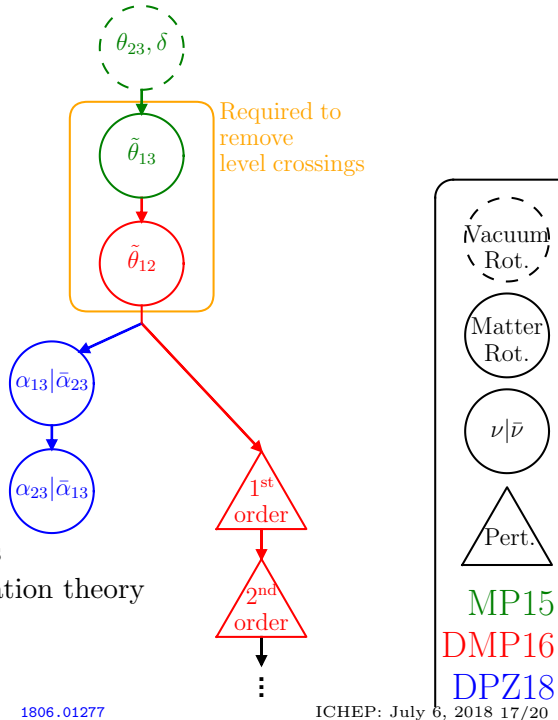 θ₂₃, δ
Required to
remove
level crossings
θ̃₁₃
θ̃₁₂
α₁₃|ᾱ₂₃
α₂₃|ᾱ₁₃
1ˢᵗ
order
2ⁿᵈ
order
⋮
Vacuum
Rot.
Matter
Rot.
ν|ν̄
Pert.
MP15
DMP16
DPZ18
s
ation theory
1806.01277
ICHEP: July 6, 2018 17/20